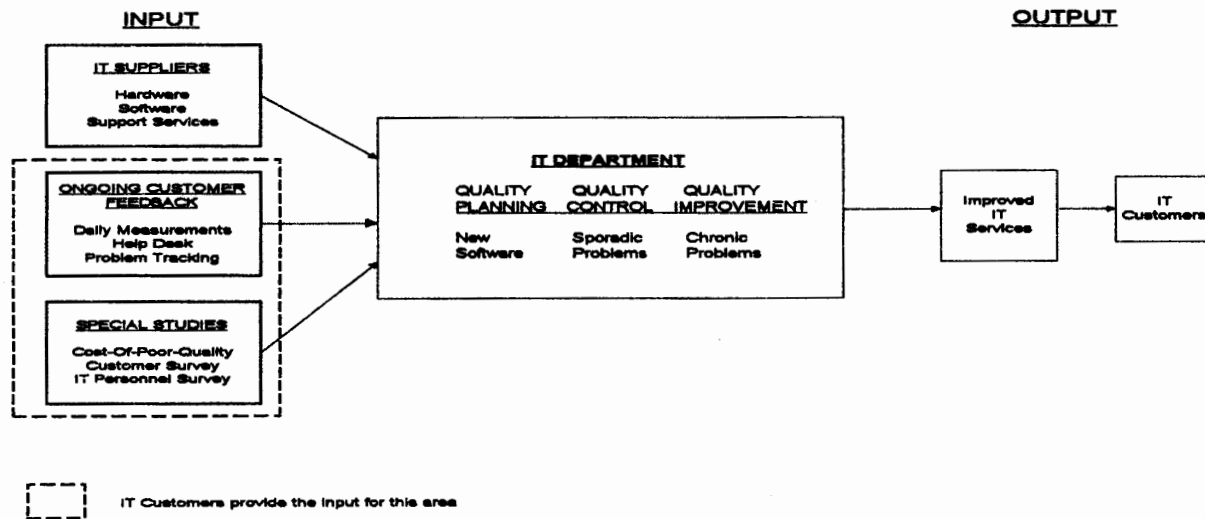 INPUT
OUTPUT
IT SUPPLIERS
Hardware
Software
Support Services
ONGOING CUSTOMER
FEEDBACK
Daily Measurements
Help Desk
Problem Tracking
SPECIAL STUDIES
Cost-Of-Poor-Quality
Customer Survey
IT Personnel Survey
IT DEPARTMENT
QUALITY
PLANNING
New
Software
QUALITY
CONTROL
Sporadic
Problems
QUALITY
IMPROVEMENT
Chronic
Problems
Improved
IT
Services
IT
Customers
IT Customers provide the input for this area